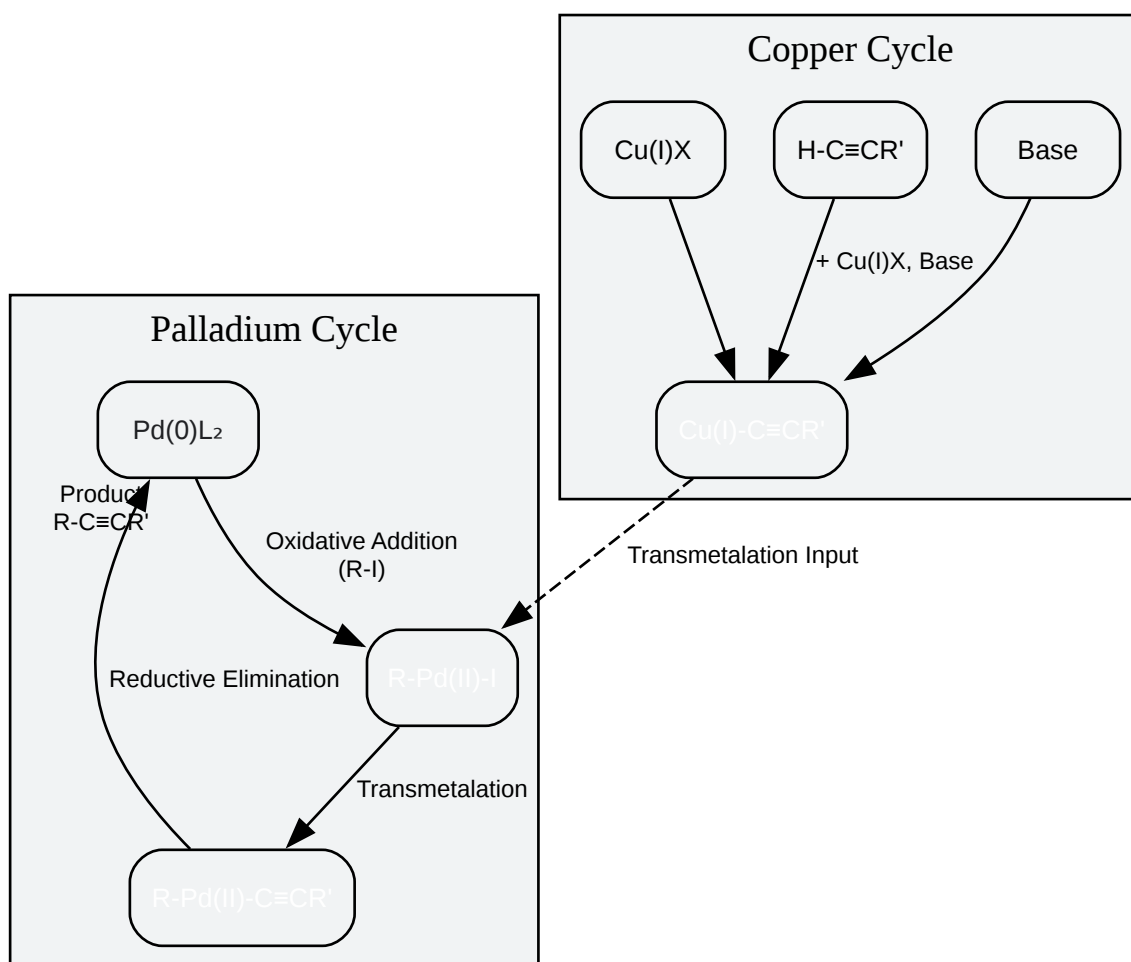 Copper Cycle
Cu(I)X
H-C≡CR'
Base
+ Cu(I)X, Base
Cu(I)-C≡CR'
Transmetalation Input
Palladium Cycle
Pd(0)L₂
Product
R-C≡CR'
Oxidative Addition
(R-I)
R-Pd(II)-I
Reductive Elimination
Transmetalation
R-Pd(II)-C≡CR'